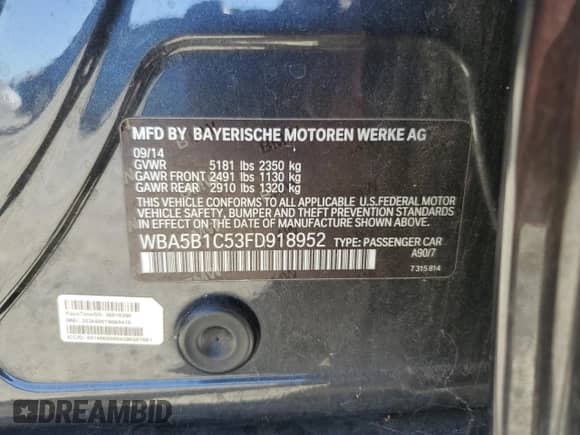 MFD BY BAYERISCHE MOTOREN WERKE AG
09/14
GVWR 5181 lbs 2350 kg
GAWR FRONT 2491 lbs 1130 kg
GAWR REAR 2910 lbs 1320 kg
THIS VEHICLE CONFORMS TO ALL APPLICABLE U.S.FEDERAL MOTOR
VEHICLE SAFETY, BUMPER, AND THEFT PREVENTION STANDARDS
IN EFFECT ON THE DATE OF MANUFACTURE SHOWN ABOVE.
WBA5B1C53FD918952 TYPE: PASSENGER CAR
A90/7
7 315 814
DREAMBID